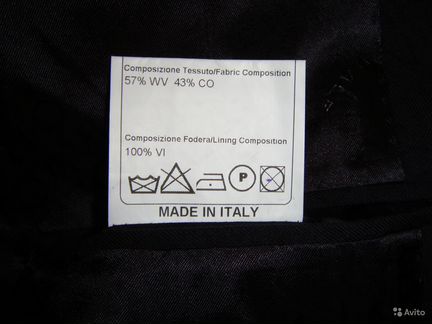 Composizione Tessuto/Fabric Composition
57% WV 43% CO
Composizione Fodera/Lining Composition
100% VI
P
MADE IN ITALY
Avito